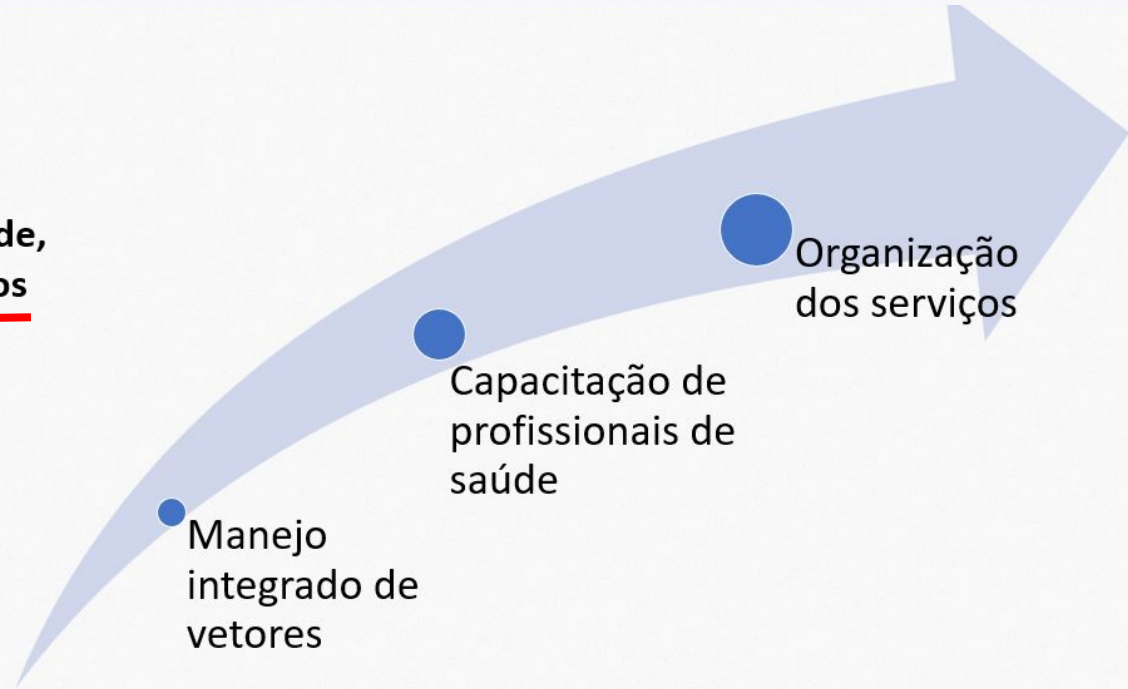 de,
os
Organização
dos serviços
Capacitação de
profissionais de
saúde
Manejo
integrado de
vetores